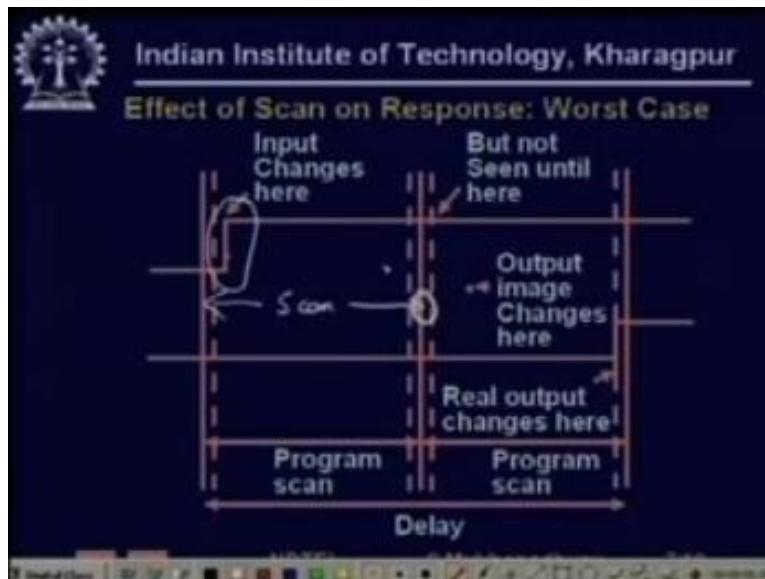 Indian Institute of Technology, Kharagpur
Effect of Scan on Response: Worst Case
Input
Changes
here
But not
Seen until
here
Output
image
Changes
here
Scan
Real output
changes here
Program
scan
Program
scan
Delay